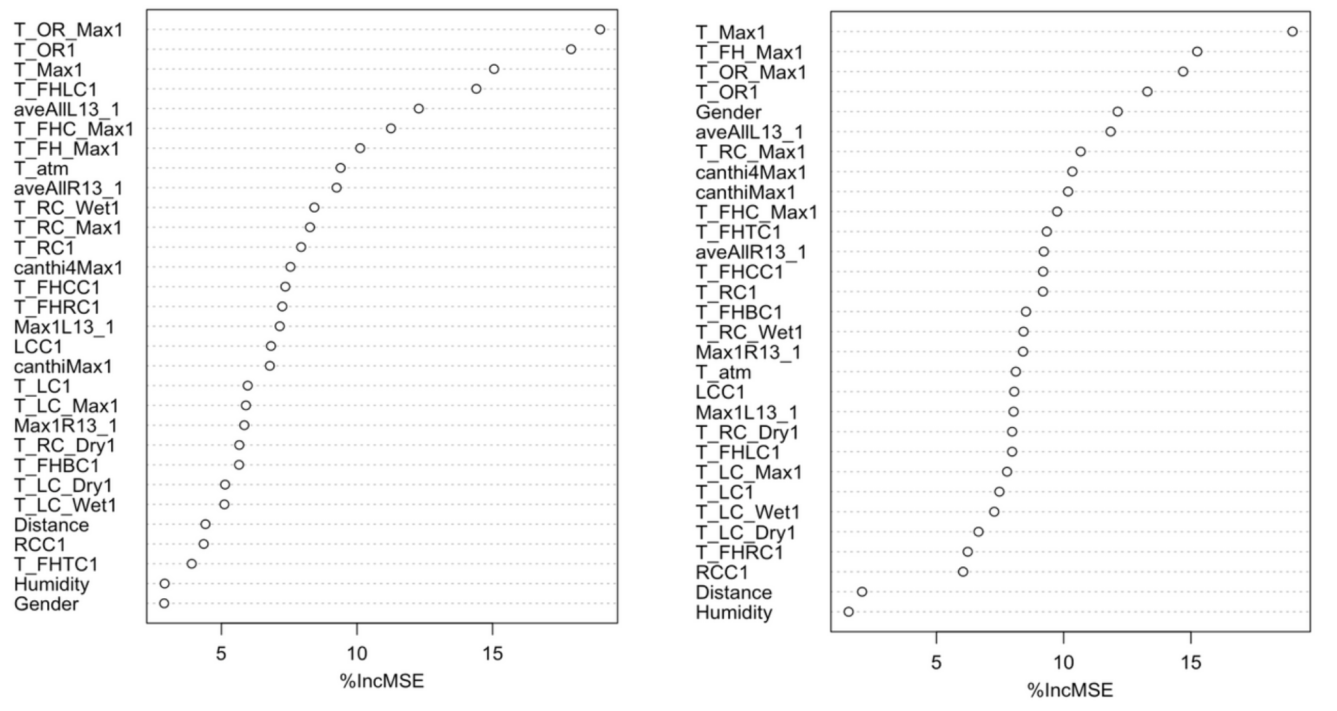 T_OR_Max1
T_OR1
T_Max1
T_FHLC1
aveAllL13_1
T_FHC_Max1
T_FH_Max1
T_atm
aveAllR13_1
T_RC_Wet1
T_RC_Max1
T_RC1
canthi4Max1
T_FHCC1
T_FHRC1
Max1L13_1
LCC1
canthiMax1
T_LC1
T_LC_Max1
Max1R13_1
T_RC_Dry1
T_FHBC1
T_LC_Dry1
T_LC_Wet1
Distance
RCC1
T_FHTC1
Humidity
Gender
5 10 15
%IncMSE
T_Max1
T_FH_Max1
T_OR_Max1
T_OR1
Gender
aveAllL13_1
T_RC_Max1
canthi4Max1
canthiMax1
T_FHC_Max1
T_FHTC1
aveAllR13_1
T_FHCC1
T_RC1
T_FHBC1
T_RC_Wet1
Max1R13_1
T_atm
LCC1
Max1L13_1
T_RC_Dry1
T_FHLC1
T_LC_Max1
T_LC1
T_LC_Wet1
T_LC_Dry1
T_FHRC1
RCC1
Distance
Humidity
5 10 15
%IncMSE